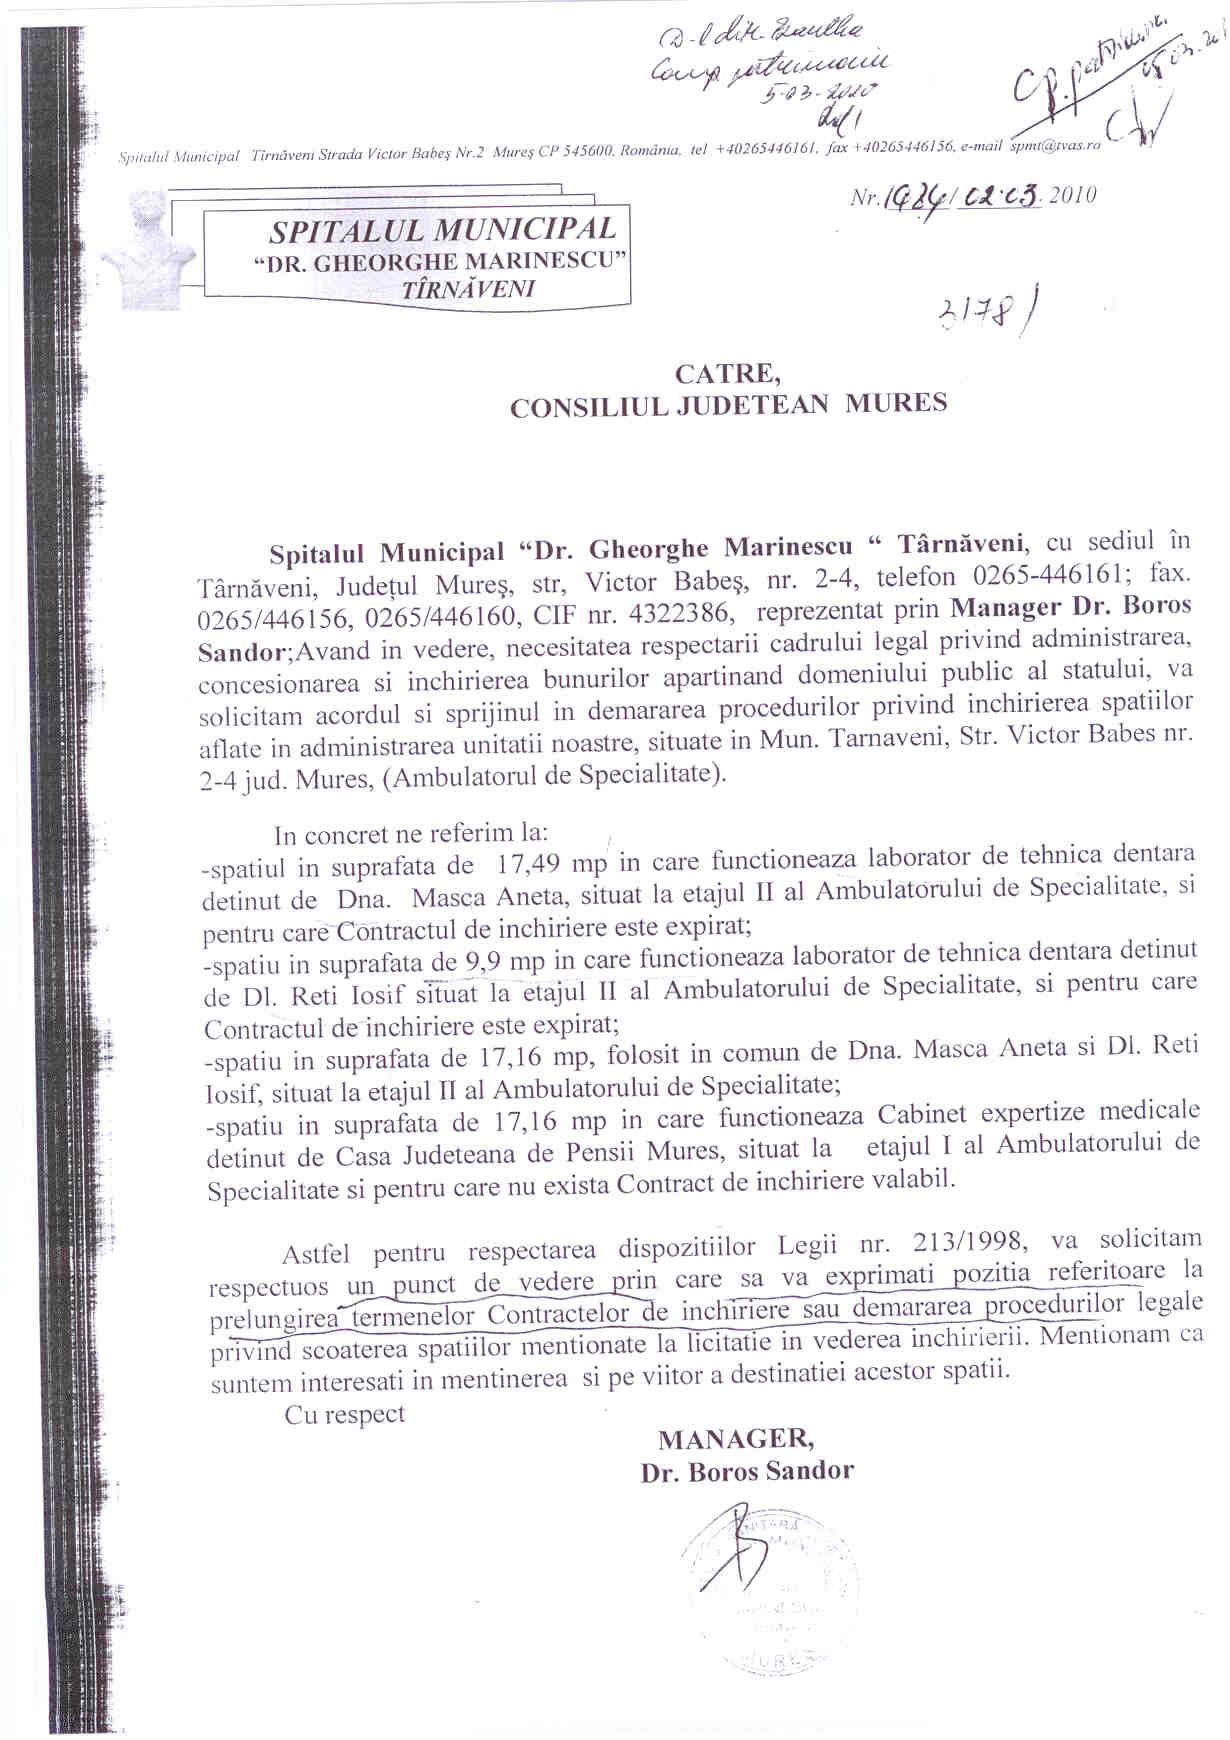 5-03-2010
Spitalul Municipal Tîrnăveni Strada Victor Babeş Nr.2 Mureş CP 545600, România, tel +40265446161, fax +40265446156, e-mail spmt@tvas.ro
Nr. 1984/ 02.03. 2010
SPITALUL MUNICIPAL
“DR. GHEORGHE MARINESCU”
TÎRNĂVENI
3178/
CATRE,
CONSILIUL JUDETEAN MURES
Spitalul Municipal “Dr. Gheorghe Marinescu “ Târnăveni, cu sediul în
Târnăveni, Judeţul Mureş, str, Victor Babeş, nr. 2-4, telefon 0265-446161; fax.
0265/446156, 0265/446160, CIF nr. 4322386, reprezentat prin Manager Dr. Boros
Sandor;Avand in vedere, necesitatea respectarii cadrului legal privind administrarea,
concesionarea si inchirierea bunurilor apartinand domeniului public al statului, va
solicitam acordul si sprijinul in demararea procedurilor privind inchirierea spatiilor
aflate in administrarea unitatii noastre, situate in Mun. Tarnaveni, Str. Victor Babes nr.
2-4 jud. Mures, (Ambulatorul de Specialitate).
In concret ne referim la:
-spatiul in suprafata de 17,49 mp in care functioneaza laborator de tehnica dentara
detinut de Dna. Masca Aneta, situat la etajul II al Ambulatorului de Specialitate, si
pentru care Contractul de inchiriere este expirat;
-spatiu in suprafata de 9,9 mp in care functioneaza laborator de tehnica dentara detinut
de Dl. Reti Iosif situat la etajul II al Ambulatorului de Specialitate, si pentru care
Contractul de inchiriere este expirat;
-spatiu in suprafata de 17,16 mp, folosit in comun de Dna. Masca Aneta si Dl. Reti
Iosif, situat la etajul II al Ambulatorului de Specialitate;
-spatiu in suprafata de 17,16 mp in care functioneaza Cabinet expertize medicale
detinut de Casa Judeteana de Pensii Mures, situat la etajul I al Ambulatorului de
Specialitate si pentru care nu exista Contract de inchiriere valabil.
Astfel pentru respectarea dispozitiilor Legii nr. 213/1998, va solicitam
respectuos un punct de vedere prin care sa va exprimati pozitia referitoare la
prelungirea termenelor Contractelor de inchiriere sau demararea procedurilor legale
privind scoaterea spatiilor mentionate la licitatie in vederea inchirierii. Mentionam ca
suntem interesati in mentinerea si pe viitor a destinatiei acestor spatii.
Cu respect
MANAGER,
Dr. Boros Sandor